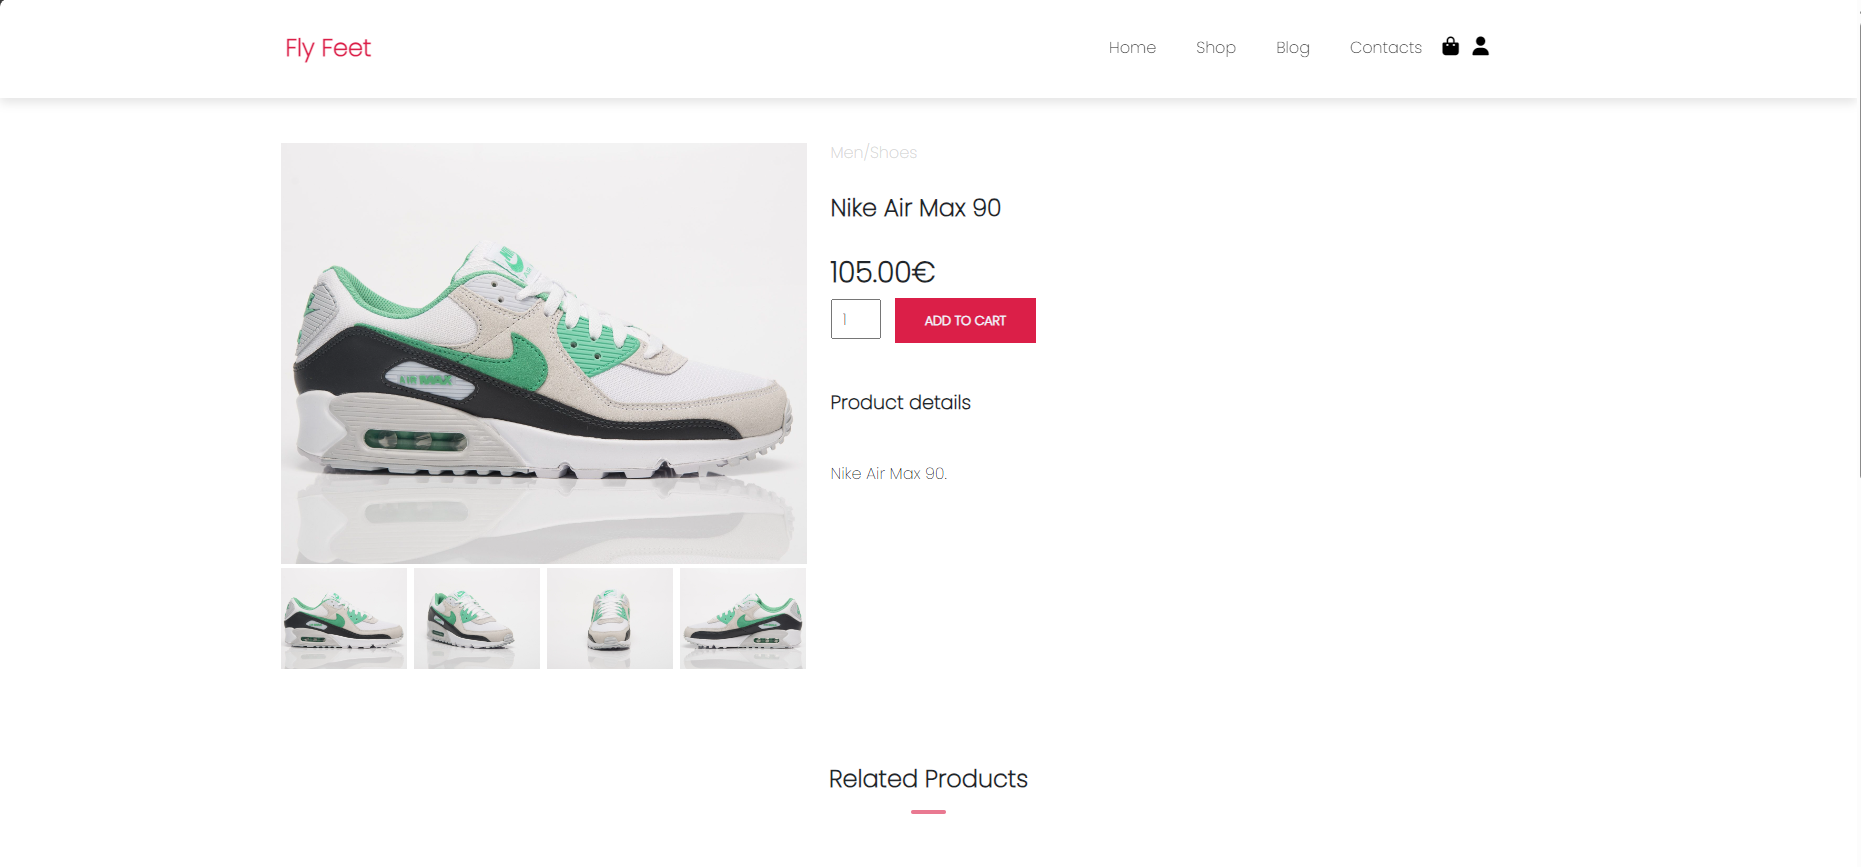 Fly Feet
Home Shop Blog Contacts
Men/Shoes
Nike Air Max 90
105.00€
1
ADD TO CART
Product details
Nike Air Max 90.
Related Products